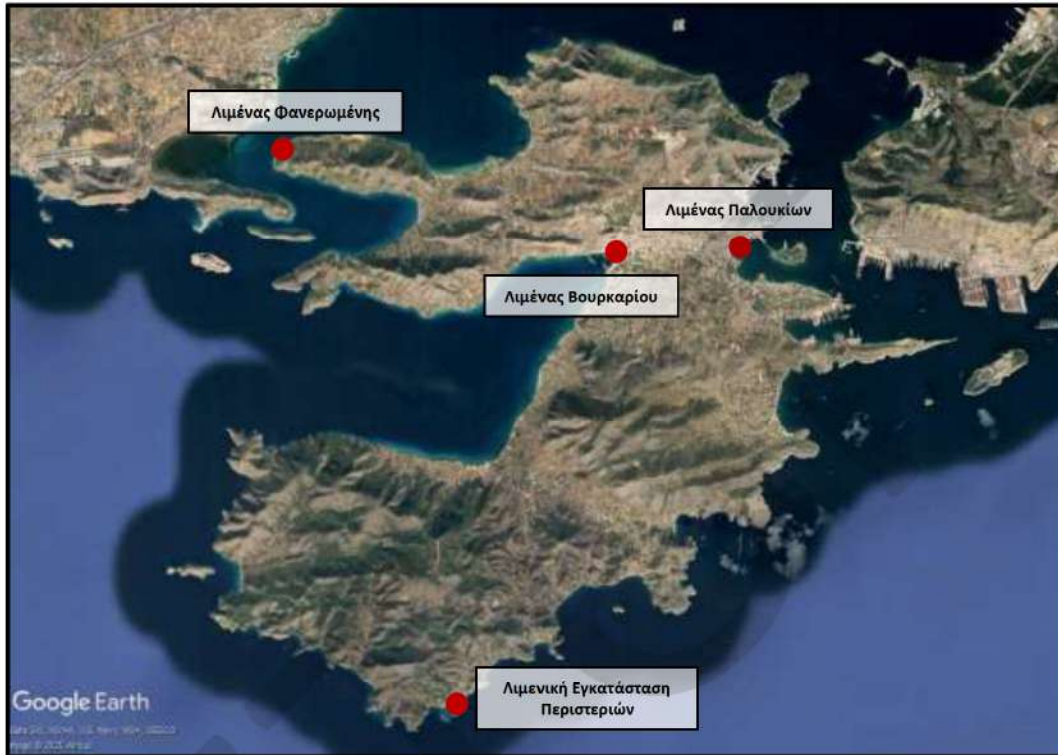 Λιμένας Φανερωμένης
Λιμένας Παλουκίων
Λιμένας Βουρκαρίου
Λιμενική Εγκατάσταση
Περιστεριών
Google Earth